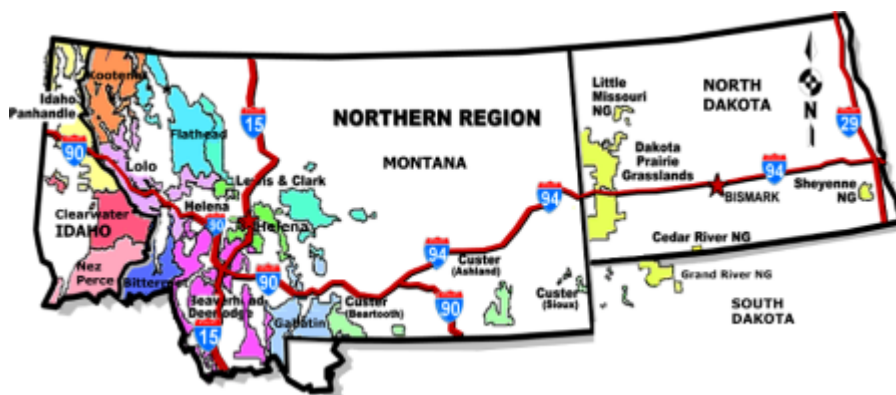 Kootenai
Idaho
Panhandle
90
Flathead
15
Lolo
Lewis & Clark
Helena
90
Helena
Clearwater
IDAHO
Nez
Perce
Bitterroot
Beaverhead
Deerlodge
15
90
Gallatin
Custer
(Beartooth)
NORTHERN REGION
MONTANA
94
94
Custer
(Ashland)
90
Custer
(Sioux)
Little
Missouri
NG
NORTH
DAKOTA
N
29
Dakota
Prairie
Grasslands
94
BISMARK
Sheyenne
NG
Cedar River NG
Grand River NG
SOUTH
DAKOTA